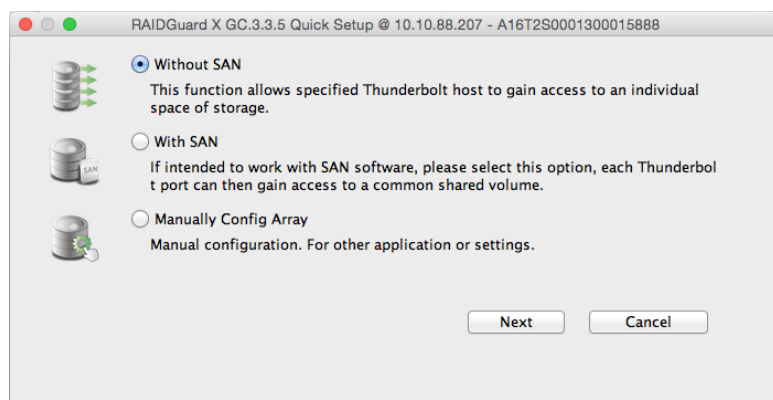 RAIDGuard X GC.3.3.5 Quick Setup @ 10.10.88.207 - A16T2S0001300015888
Without SAN
This function allows specified Thunderbolt host to gain access to an individual
space of storage.
With SAN
SAN
If intended to work with SAN software, please select this option, each Thunderbol
t port can then gain access to a common shared volume.
Manually Config Array
Manual configuration. For other application or settings.
Next
Cancel